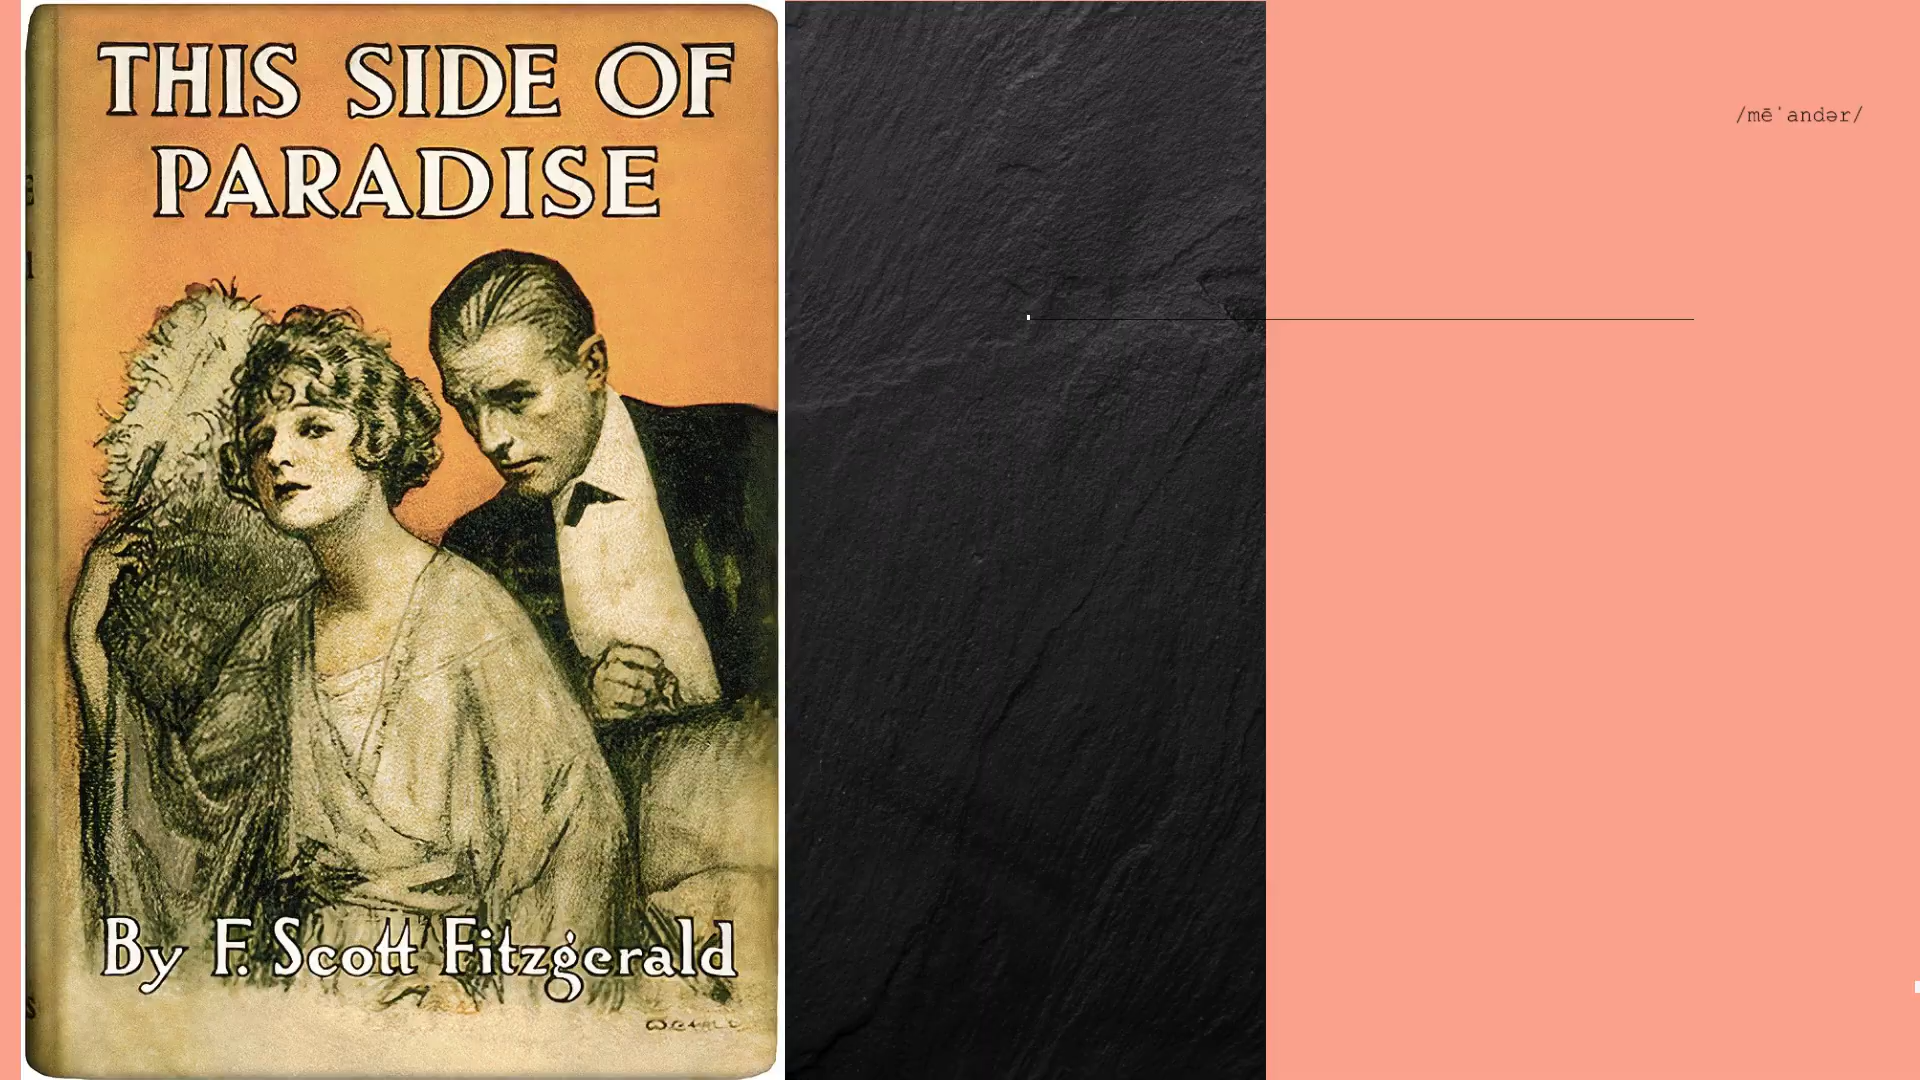 THIS SIDE OF
PARADISE
By F. Scott Fitzgerald
/mēˈandər/